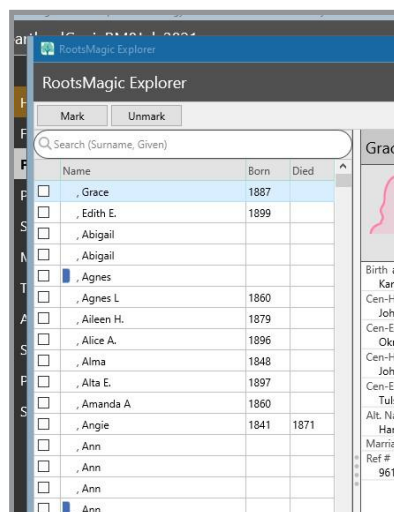 RootsMagic Explorer
RootsMagic Explorer
Mark Unmark
Search (Surname, Given)
Name Born Died
, Grace 1887
, Edith E. 1899
, Abigail
, Abigail
, Agnes
, Agnes L 1860
, Aileen H. 1879
, Alice A. 1896
, Alma 1848
, Alta E. 1897
, Amanda A 1860
, Angie 1841 1871
, Ann
, Ann
, Ann
, Ann
Grac
Birth a
Kar
Cen-H
Joh
Cen-E
Okr
Cen-H
Joh
Cen-E
Tul
Alt. Na
Har
Marria
Ref #
961